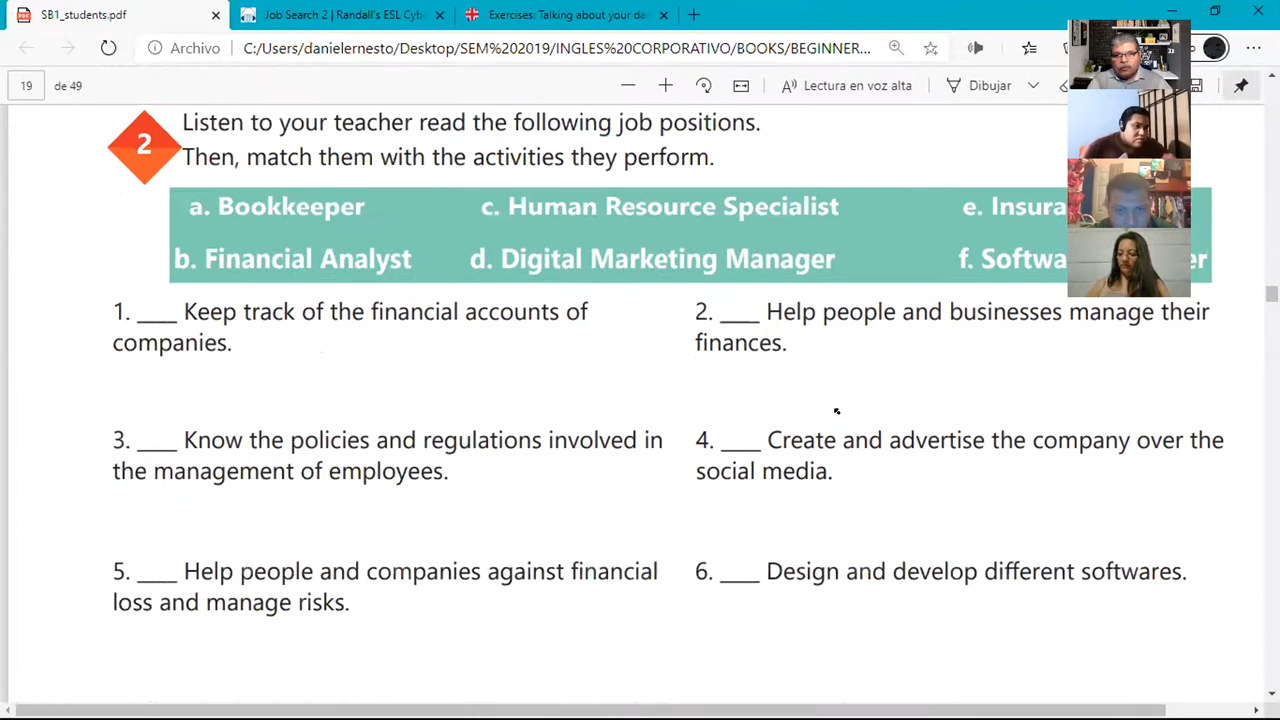 SB1_students.pdf
Job Search 2 | Randall's ESL Cyb
Exercises: Talking about your da
Archivo
C:/Users/danielernesto/Desktop/SEM%202019/INGLES%20CORPORATIVO/BOOKS/BEGINNER...
19 de 49
Lectura en voz alta
Dibujar
2
Listen to your teacher read the following job positions.
Then, match them with the activities they perform.
a. Bookkeeper
c. Human Resource Specialist
e. Insura
b. Financial Analyst
d. Digital Marketing Manager
f. Softwa er
1. ____ Keep track of the financial accounts of
companies.
2. ____ Help people and businesses manage their
finances.
3. ____ Know the policies and regulations involved in
the management of employees.
4. ____ Create and advertise the company over the
social media.
5. ____ Help people and companies against financial
loss and manage risks.
6. ____ Design and develop different softwares.